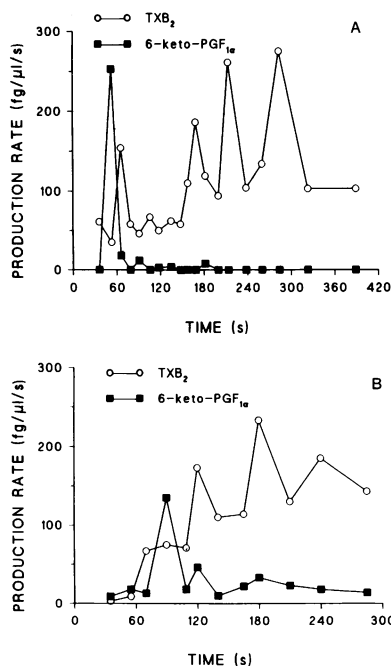 TXB₂
6-keto-PGF₁α
A
PRODUCTION RATE (fg/µl/s)
300
200
100
0
0 60 120 180 240 300 360 420
TIME (s)
TXB₂
6-keto-PGF₁α
B
PRODUCTION RATE (fg/µl/s)
300
200
100
0
0 60 120 180 240 300
TIME (s)